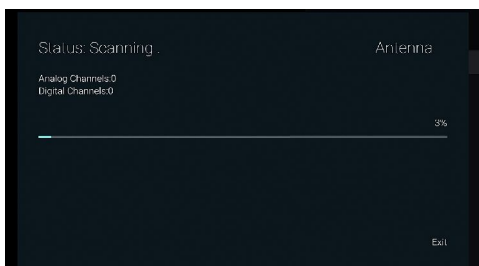 Status: Scanning..
Antenna
Analog Channels:0
Digital Channels:0
3%
Exit